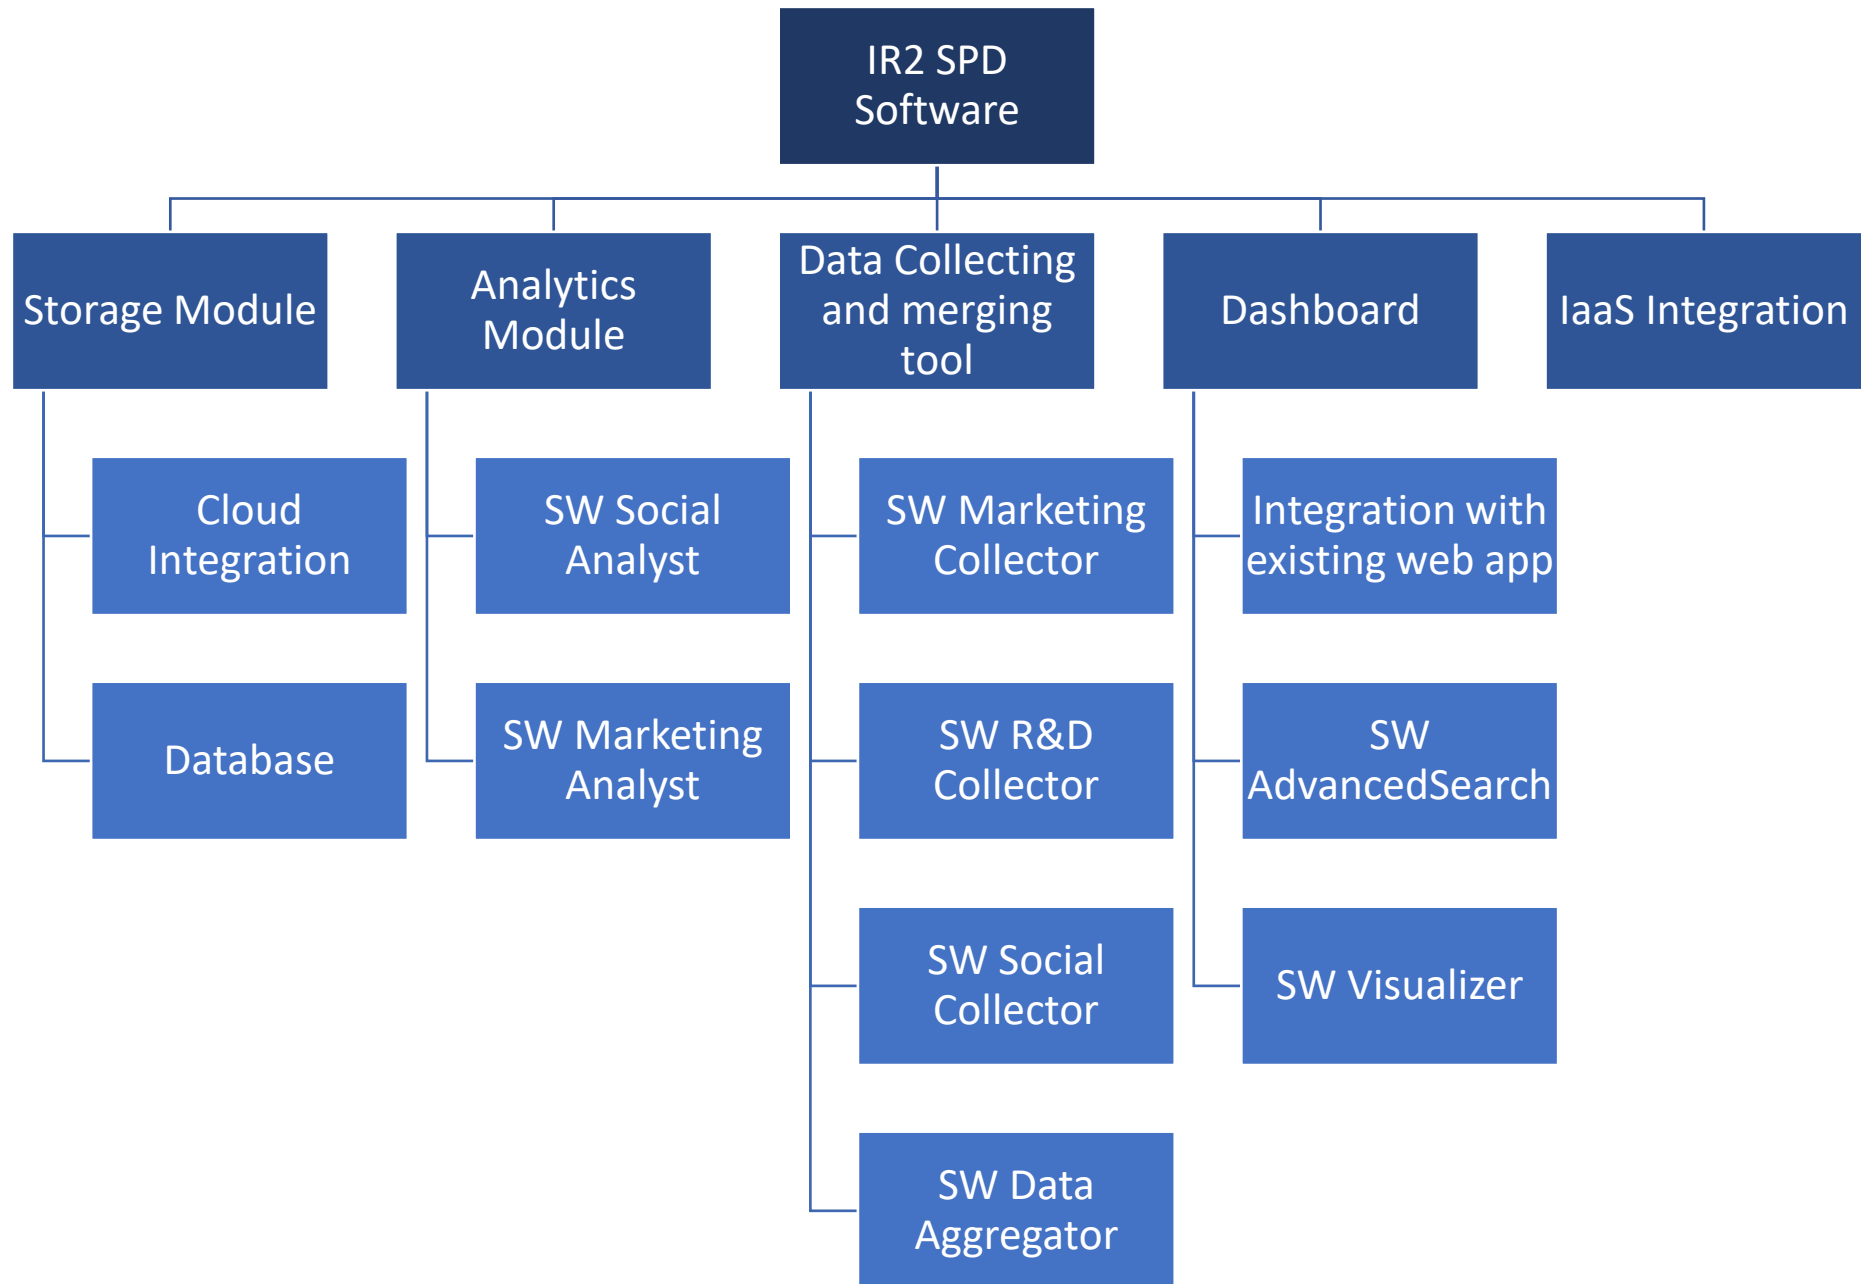 IR2 SPD
Software
Storage Module
Analytics
Module
Data Collecting
and merging
tool
Dashboard
IaaS Integration
Cloud
Integration
Database
SW Social
Analyst
SW Marketing
Analyst
SW Marketing
Collector
SW R&D
Collector
SW Social
Collector
SW Data
Aggregator
Integration with
existing web app
SW
AdvancedSearch
SW Visualizer